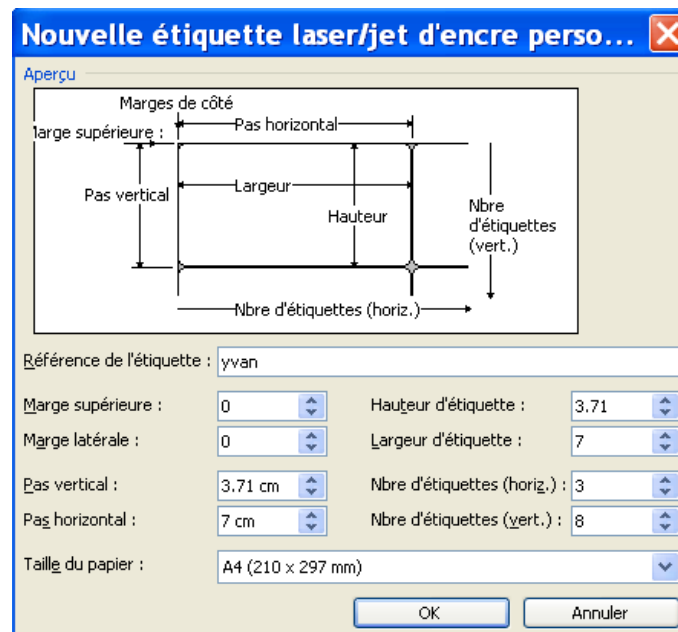 Nouvelle étiquette laser/jet d'encre perso...
Aperçu
Marges de côté
large supérieure :
Pas horizontal
Pas vertical
Largeur
Hauteur
Nbre
d'étiquettes
(vert.)
Nbre d'étiquettes (horiz.)
Référence de l'étiquette : yvan
Marge supérieure : 0 Hauteur d'étiquette : 3.71
Marge latérale : 0 Largeur d'étiquette : 7
Pas vertical : 3.71 cm Nbre d'étiquettes (horiz.) : 3
Pas horizontal : 7 cm Nbre d'étiquettes (vert.) : 8
Taille du papier : A4 (210 x 297 mm)
OK Annuler